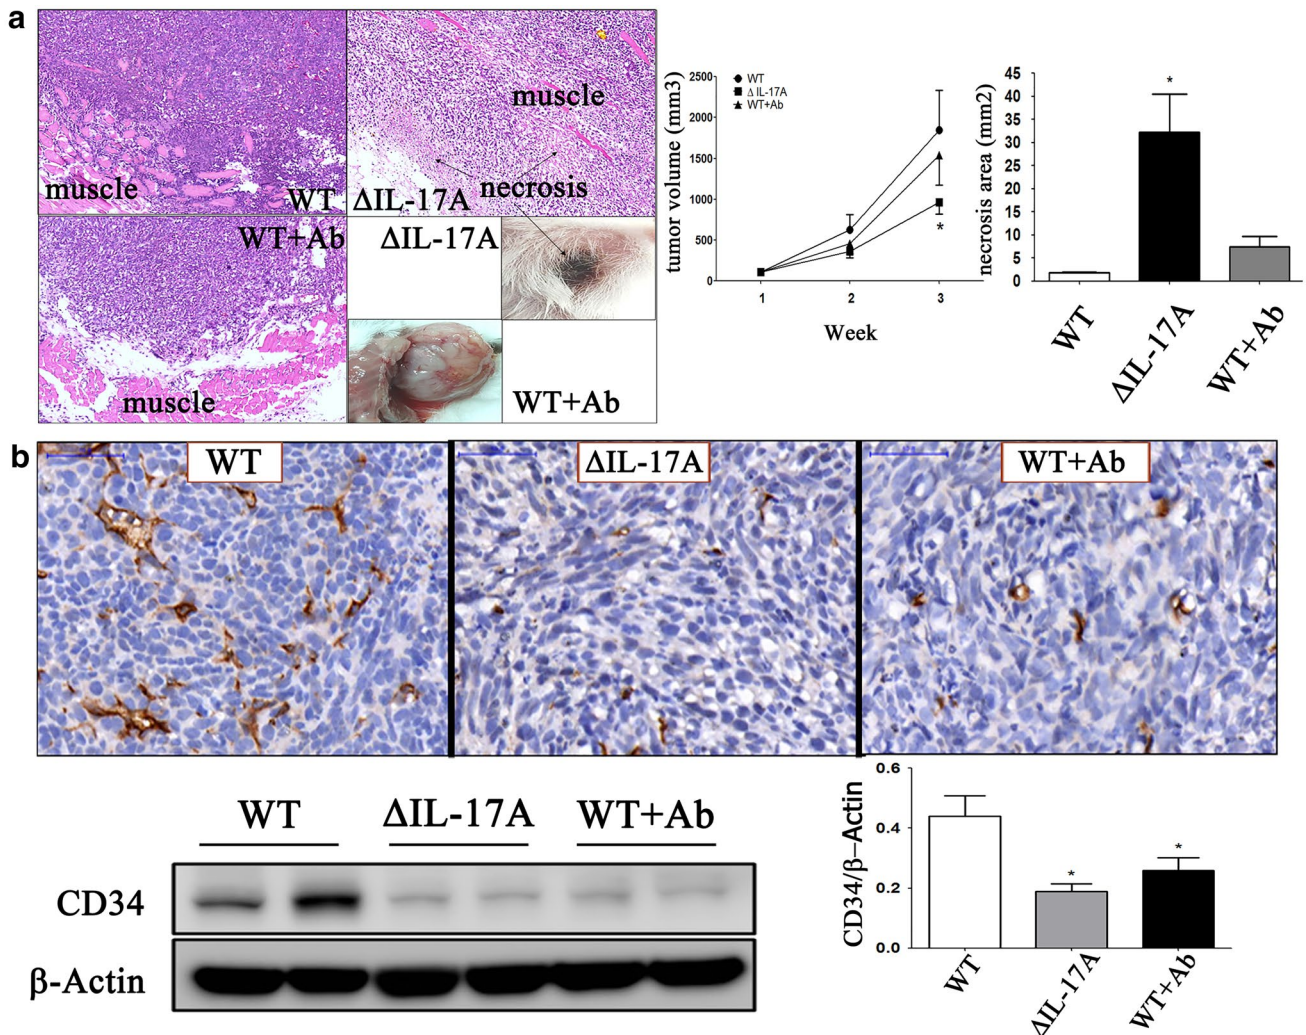 a
muscle
WT
ΔIL-17A
muscle
necrosis
WT+Ab
muscle
ΔIL-17A
WT+Ab
tumor volume (mm3)
2500
2000
1500
1000
500
0
WT
Δ IL-17A
WT+Ab
*
1 2 3
Week
necrosis area (mm2)
45
40
35
30
25
20
15
10
5
0
*
WT
ΔIL-17A
WT+Ab
b
WT
ΔIL-17A
WT+Ab
WT ΔIL-17A WT+Ab
CD34
β-Actin
CD34/β-Actin
0.6
0.4
0.2
0.0
* *
WT
ΔIL-17A
WT+Ab